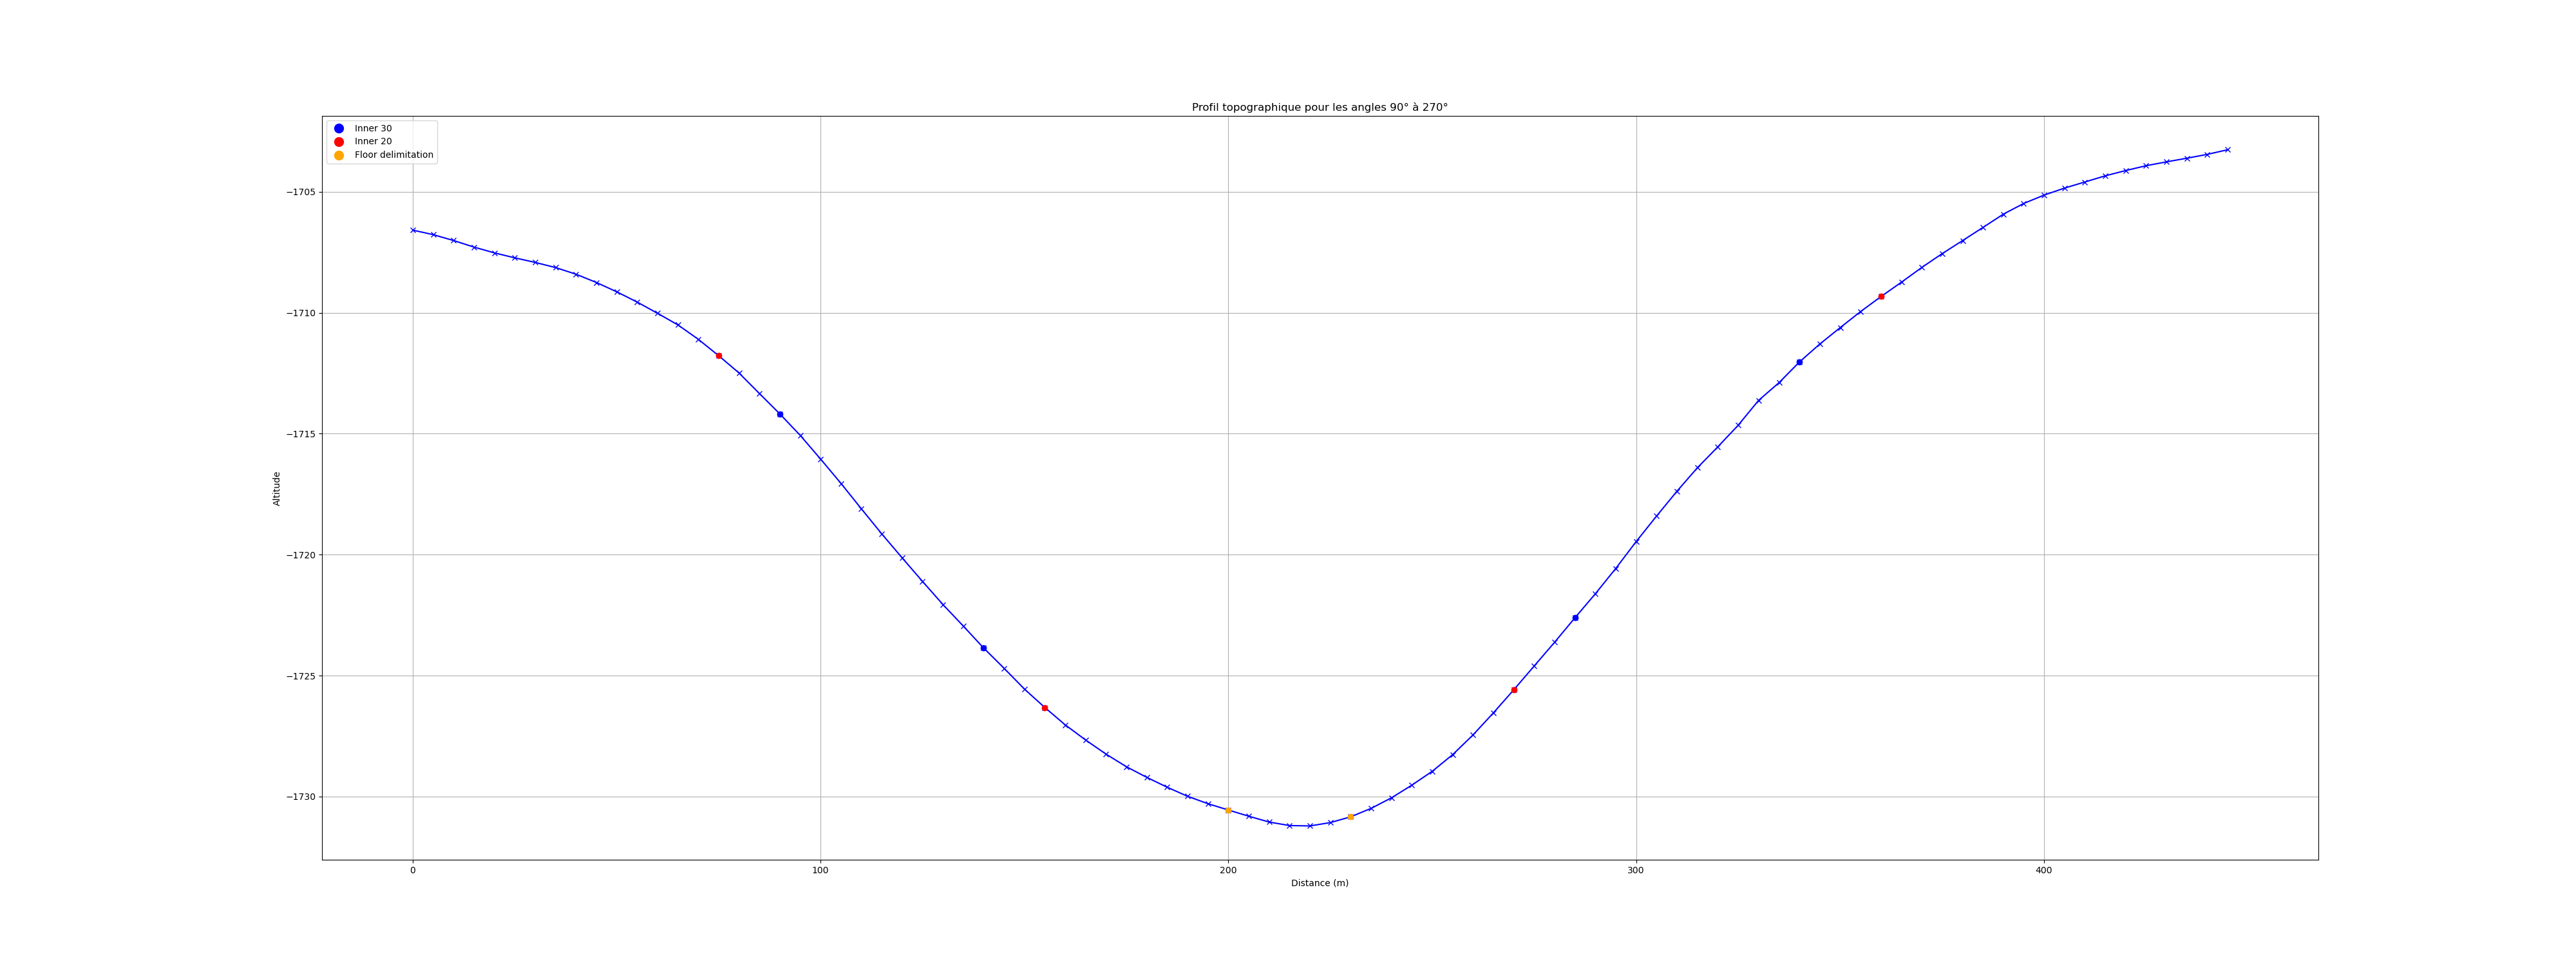 Profil topographique pour les angles 90° à 270°
Inner 30
Inner 20
Floor delimitation
−1705
−1710
−1715
−1720
−1725
−1730
Altitude
0
100
200
300
400
Distance (m)